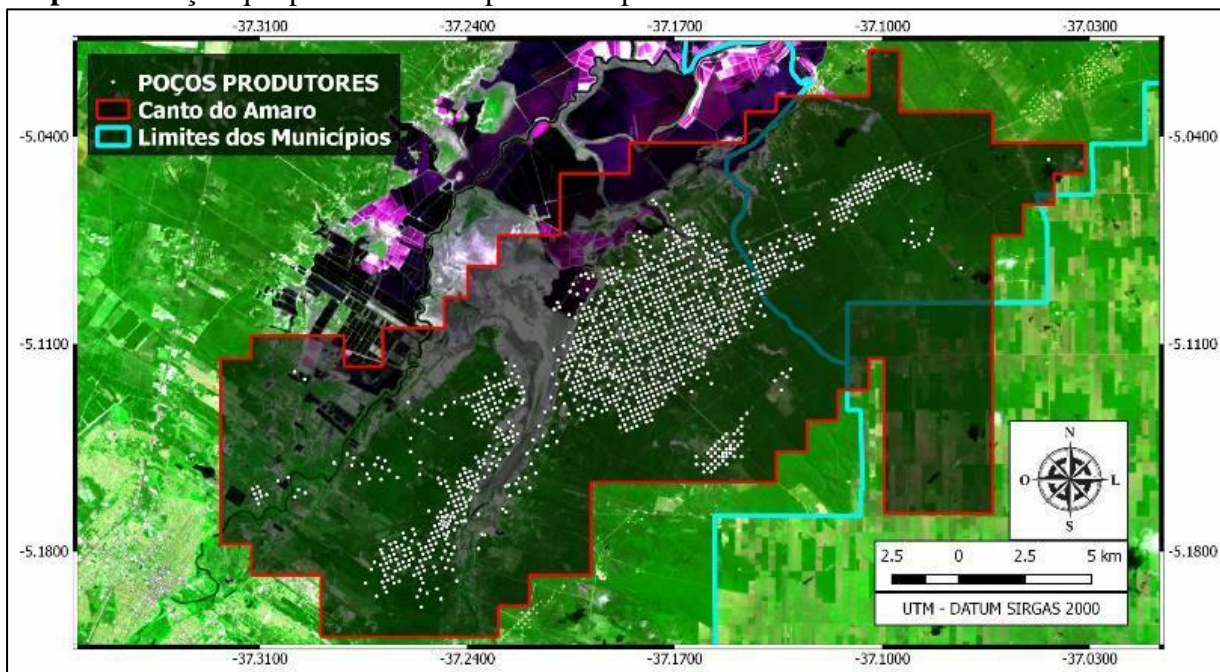 -37.3100 -37.2400 -37.1700 -37.1000 -37.0300
POÇOS PRODUTORES
Canto do Amaro
Limites dos Municípios
-5.0400 -5.0400
-5.1100 -5.1100
N
O L
S
-5.1800 -5.1800
2.5 0 2.5 5 km
UTM - DATUM SIRGAS 2000
-37.3100 -37.2400 -37.1700 -37.1000 -37.0300